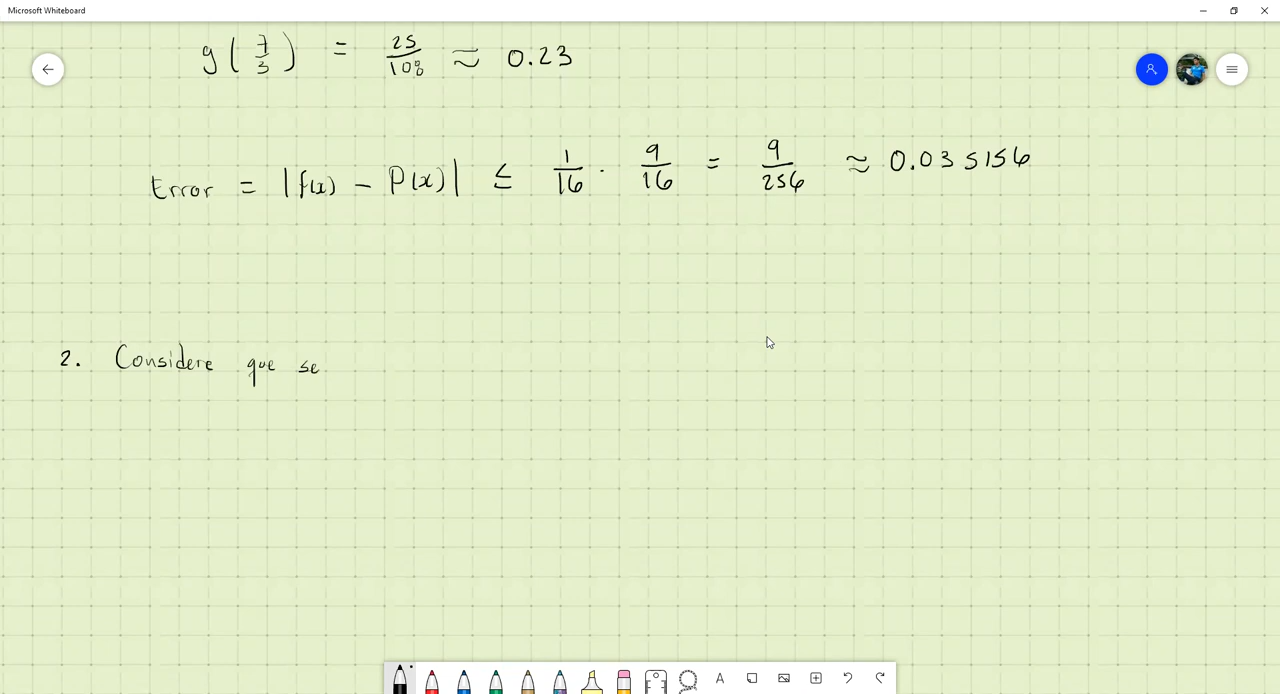 Microsoft Whiteboard
g(7/3) = 25/108 ≈ 0.23
Error = |f(x) - P(x)| ≤ 1/16 · 9/16 = 9/256 ≈ 0.035156
2. Considere que se
A